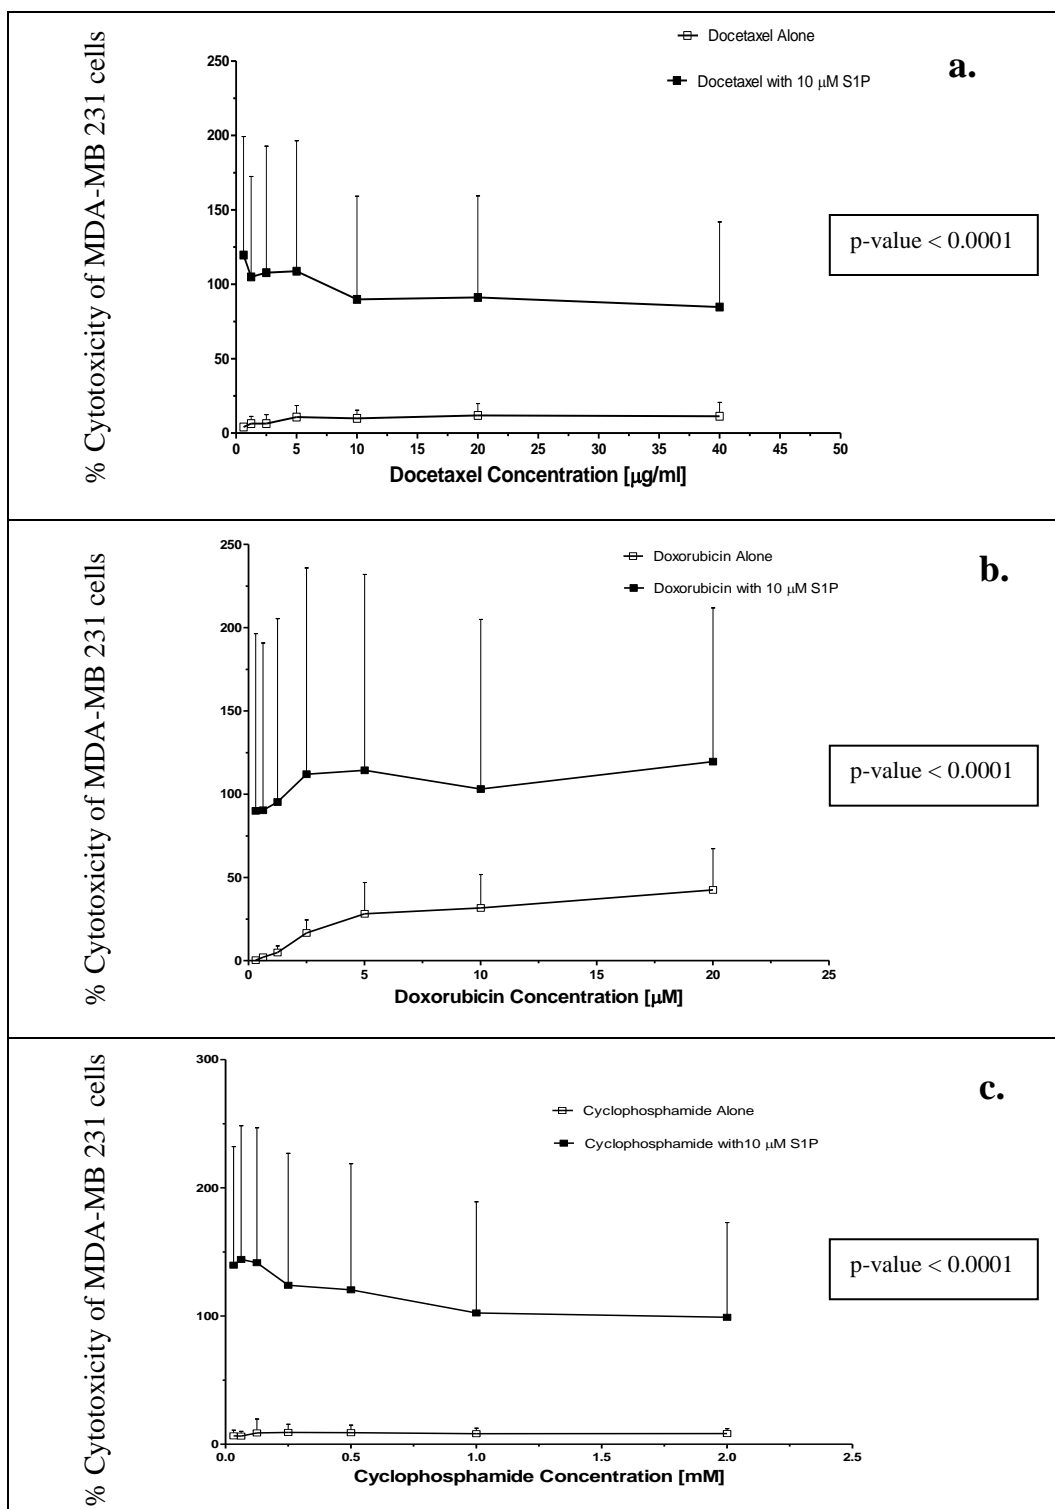 % Cytotoxicity of MDA-MB 231 cells
Docetaxel Alone
Docetaxel with 10 μM S1P
a.
250
200
150
100
50
0
p-value < 0.0001
0 5 10 15 20 25 30 35 40 45 50
Docetaxel Concentration [μg/ml]
% Cytotoxicity of MDA-MB 231 cells
Doxorubicin Alone
Doxorubicin with 10 μM S1P
b.
250
200
150
100
50
0
p-value < 0.0001
0 5 10 15 20 25
Doxorubicin Concentration [μM]
% Cytotoxicity of MDA-MB 231 cells
Cyclophosphamide Alone
Cyclophosphamide with10 μM S1P
c.
300
200
100
0
p-value < 0.0001
0.0 0.5 1.0 1.5 2.0 2.5
Cyclophosphamide Concentration [mM]